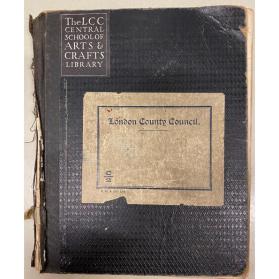 The LCC
CENTRAL
SCHOOL OF
ARTS &
CRAFTS
LIBRARY
London County Council.